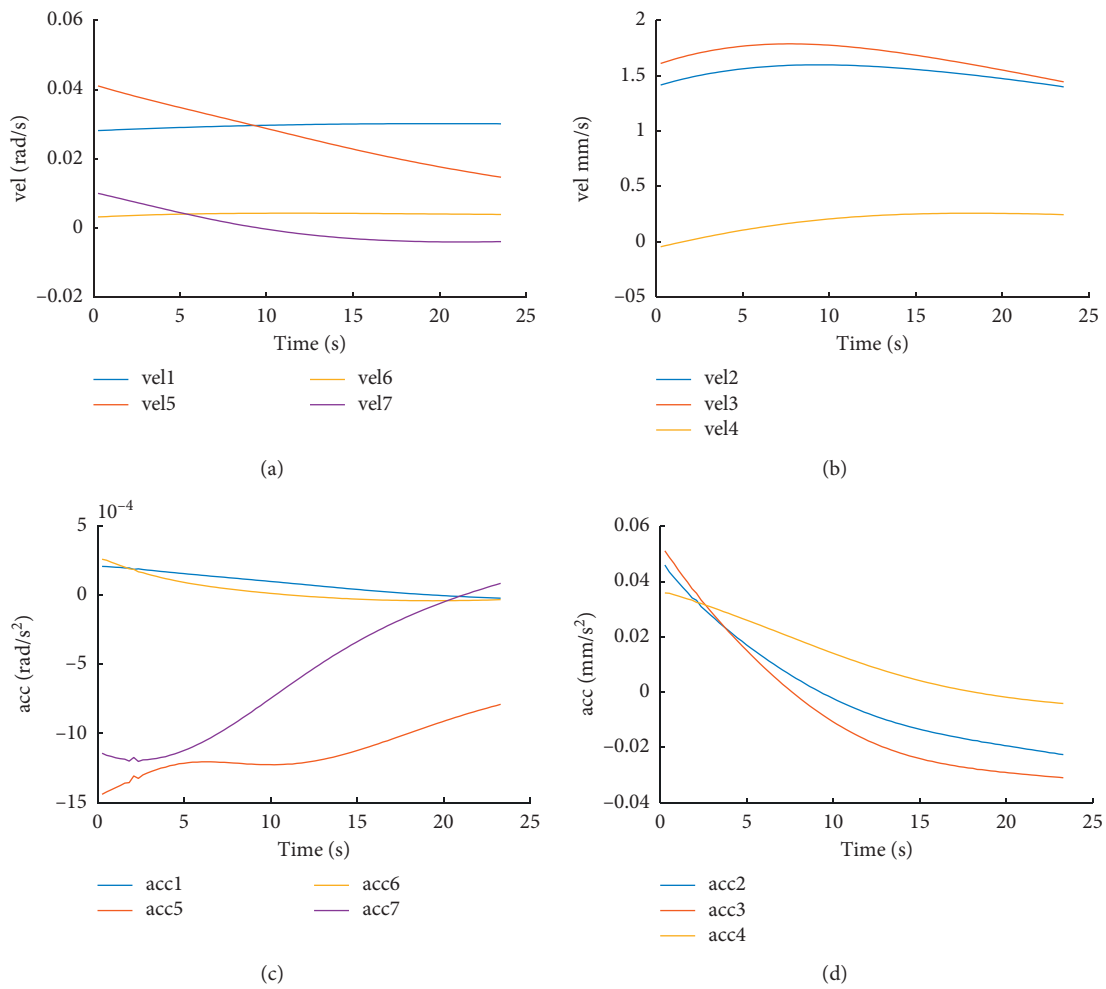 0.06
0.04
0.02
0
−0.02
vel (rad/s)
0 5 10 15 20 25
Time (s)
vel1 vel6
vel5 vel7
(a)
2
1.5
1
0.5
0
−05
vel mm/s
0 5 10 15 20 25
Time (s)
vel2
vel3
vel4
(b)
10⁻⁴
5
0
−5
−10
−15
acc (rad/s²)
0 5 10 15 20 25
Time (s)
acc1 acc6
acc5 acc7
(c)
0.06
0.04
0.02
0
−0.02
−0.04
acc (mm/s²)
0 5 10 15 20 25
Time (s)
acc2
acc3
acc4
(d)